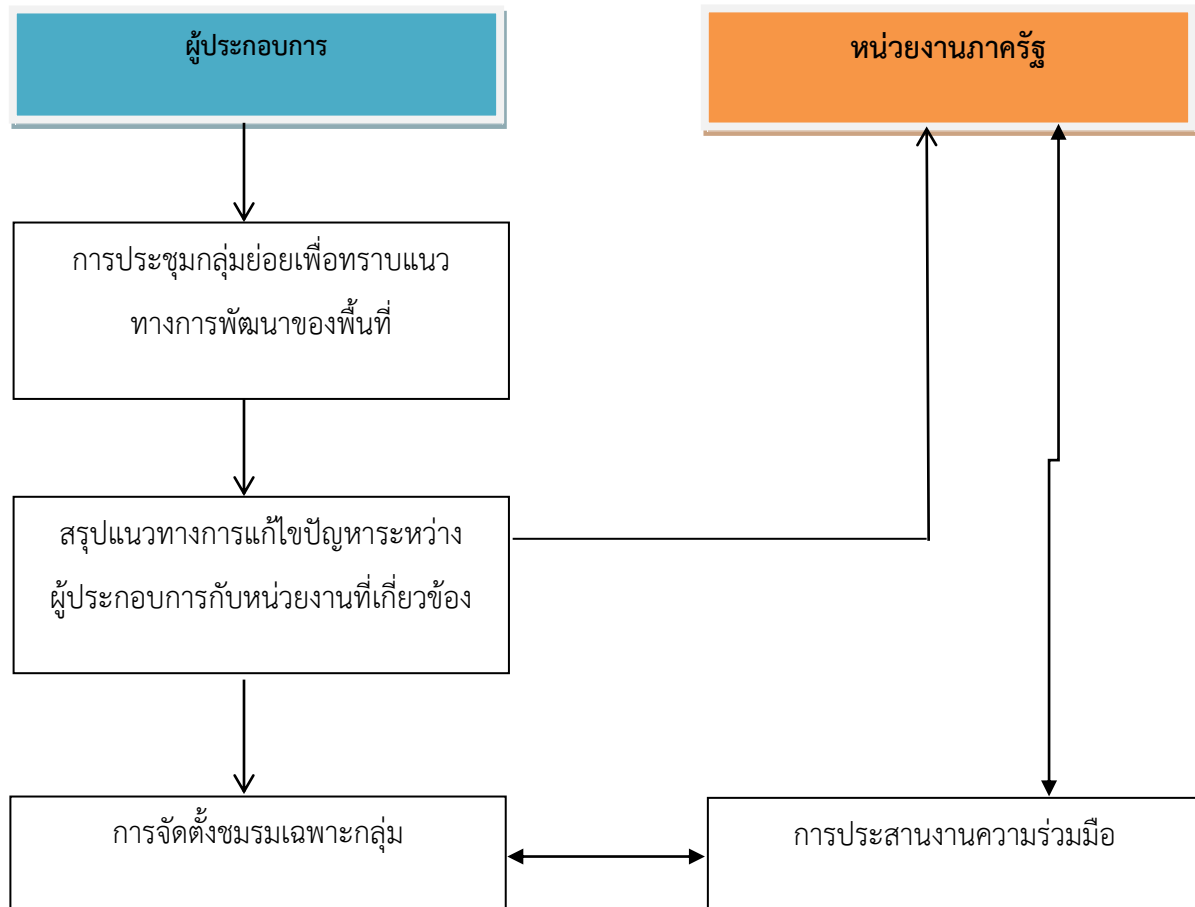 ผู้ประกอบการ
หน่วยงานภาครัฐ
การประชุมกลุ่มย่อยเพื่อทราบแนว
ทางการพัฒนาของพื้นที่
สรุปแนวทางการแก้ไขปัญหาระหว่าง
ผู้ประกอบการกับหน่วยงานที่เกี่ยวข้อง
การจัดตั้งชมรมเฉพาะกลุ่ม
การประสานงานความร่วมมือ